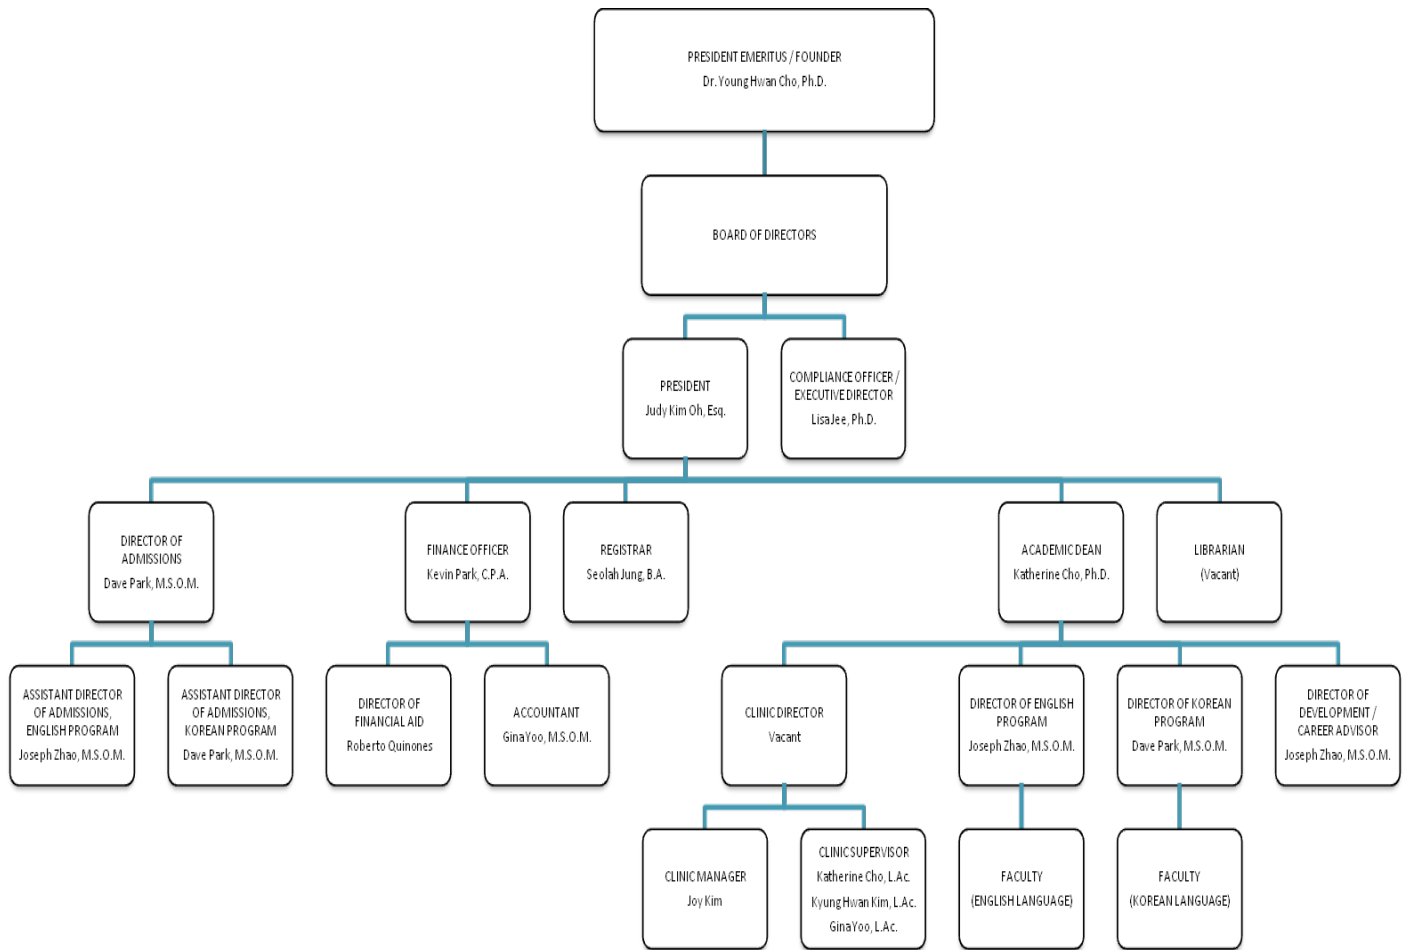 PRESIDENT EMERITUS / FOUNDER
Dr. Young Hwan Cho, Ph.D.
BOARD OF DIRECTORS
PRESIDENT
Judy Kim Oh, Esq.
COMPLIANCE OFFICER /
EXECUTIVE DIRECTOR
Lisa Jee, Ph.D.
DIRECTOR OF
ADMISSIONS
Dave Park, M.S.O.M.
FINANCE OFFICER
Kevin Park, C.P.A.
REGISTRAR
Seolah Jung, B.A.
ACADEMIC DEAN
Katherine Cho, Ph.D.
LIBRARIAN
(Vacant)
ASSISTANT DIRECTOR
OF ADMISSIONS,
ENGLISH PROGRAM
Joseph Zhao, M.S.O.M.
ASSISTANT DIRECTOR
OF ADMISSIONS,
KOREAN PROGRAM
Dave Park, M.S.O.M.
DIRECTOR OF
FINANCIAL AID
Roberto Quinones
ACCOUNTANT
Gina Yoo, M.S.O.M.
CLINIC DIRECTOR
Vacant
DIRECTOR OF ENGLISH
PROGRAM
Joseph Zhao, M.S.O.M.
DIRECTOR OF KOREAN
PROGRAM
Dave Park, M.S.O.M.
DIRECTOR OF
DEVELOPMENT /
CAREER ADVISOR
Joseph Zhao, M.S.O.M.
CLINIC MANAGER
Joy Kim
CLINIC SUPERVISOR
Katherine Cho, L.Ac.
Kyung Hwan Kim, L.Ac.
Gina Yoo, L.Ac.
FACULTY
(ENGLISH LANGUAGE)
FACULTY
(KOREAN LANGUAGE)